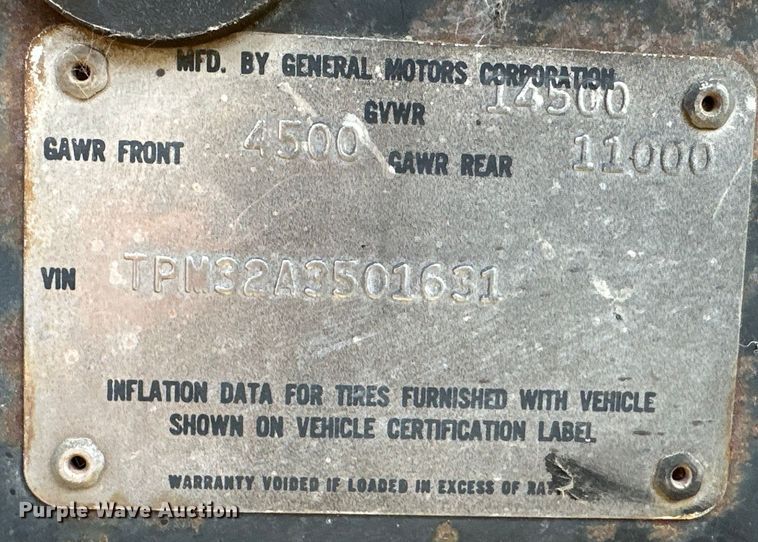 MFD. BY GENERAL MOTORS CORPORATION
GVWR 14500
GAWR FRONT 4500 GAWR REAR 11000
VIN TPM32A3501631
INFLATION DATA FOR TIRES FURNISHED WITH VEHICLE
SHOWN ON VEHICLE CERTIFICATION LABEL
WARRANTY VOIDED IF LOADED IN EXCESS OF
Purple Wave Auction